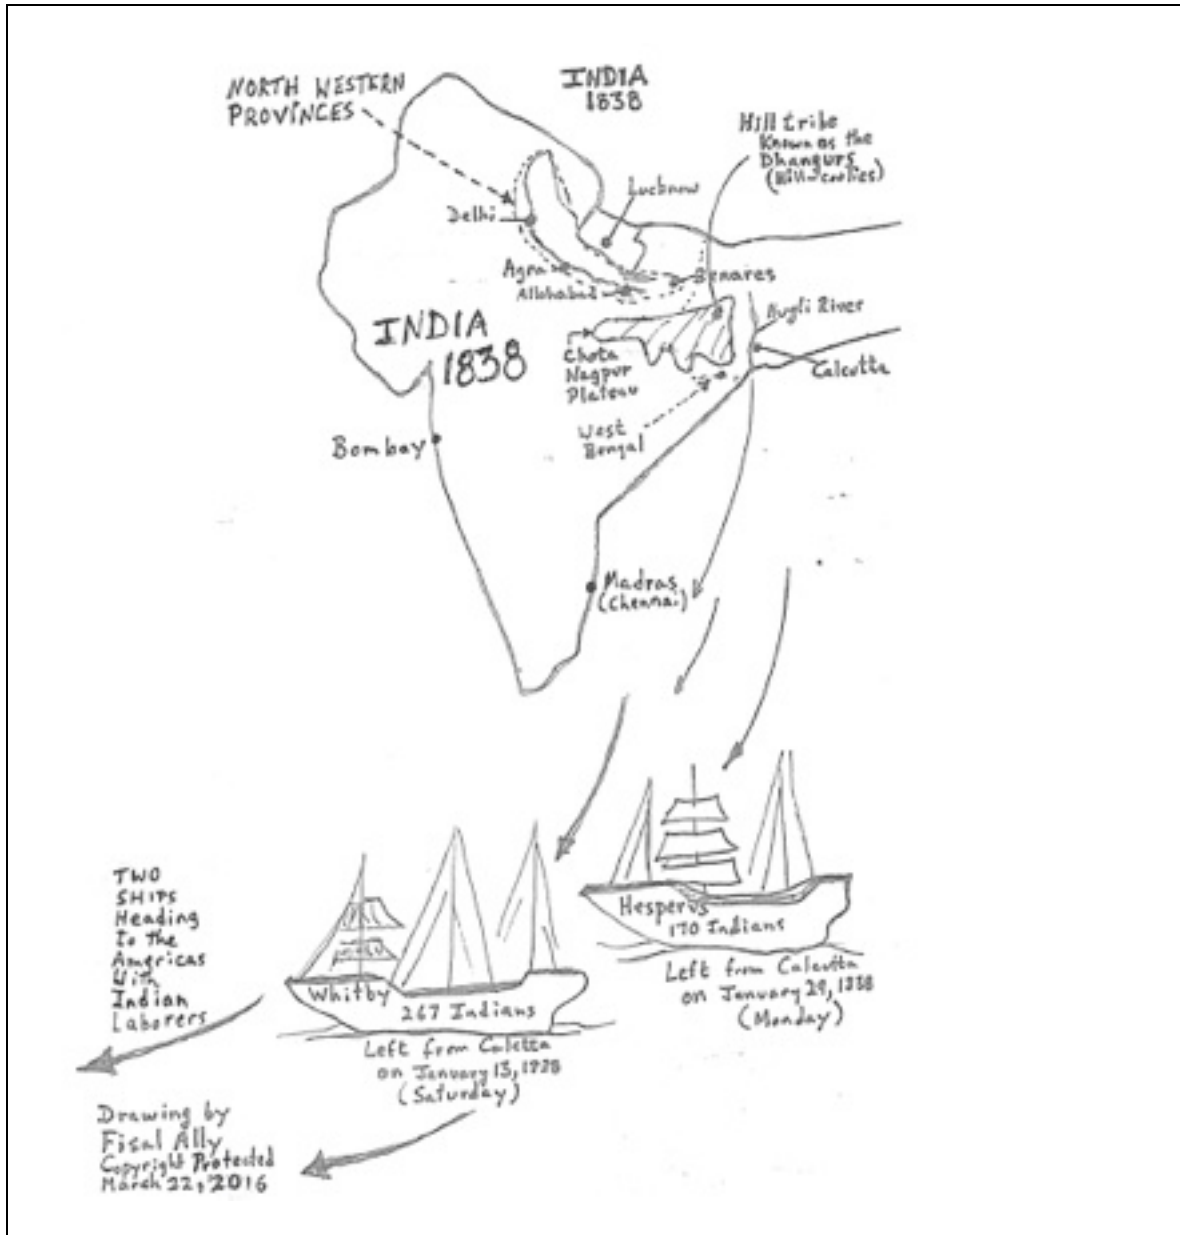 NORTH WESTERN
PROVINCES
INDIA
1838
Hill tribe
Known as the
Dhangurs
(Hill-coolies)
Lucknow
Delhi
Agra
Allahabad
Benares
Hugli River
INDIA
1838
Chota
Nagpur
Plateau
Calcutta
West
Bengal
Bombay
Madras
(Chennai)
TWO
SHIPS
Heading
To the
Americas
With
Indian
Laborers
Hesperus
170 Indians
Left from Calcutta
on January 29, 1838
(Monday)
Whitby
267 Indians
Left from Calctta
on January 13, 1838
(Saturday)
Drawing by
Fisal Ally
Copyright Protected
March 22, 2016